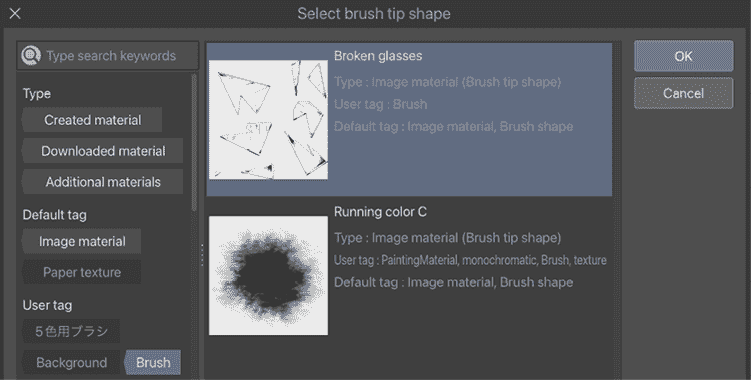 Select brush tip shape
Type search keywords
Type
Created material
Downloaded material
Additional materials
Default tag
Image material
Paper texture
User tag
5色用ブラシ
Background
Brush
Broken glasses
Type : Image material (Brush tip shape)
User tag : Brush
Default tag : Image material, Brush shape
Running color C
Type : Image material (Brush tip shape)
User tag : PaintingMaterial, monochromatic, Brush, texture
Default tag : Image material, Brush shape
OK
Cancel